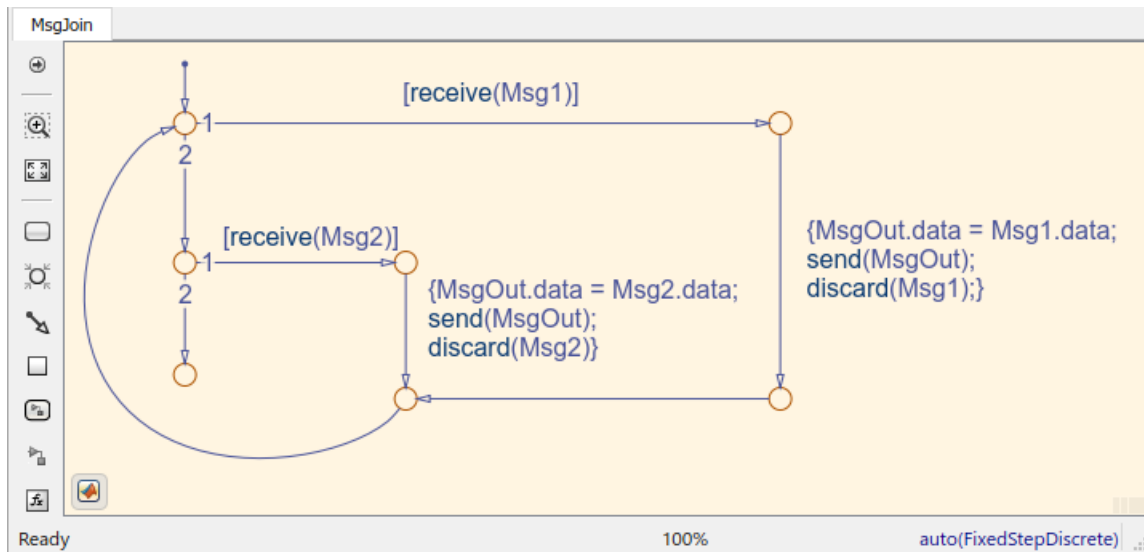 MsgJoin
[receive(Msg1)]
1
2
[receive(Msg2)]
1
2
{MsgOut.data = Msg1.data;
send(MsgOut);
discard(Msg1);}
{MsgOut.data = Msg2.data;
send(MsgOut);
discard(Msg2)}
fx
Ready
100%
auto(FixedStepDiscrete)